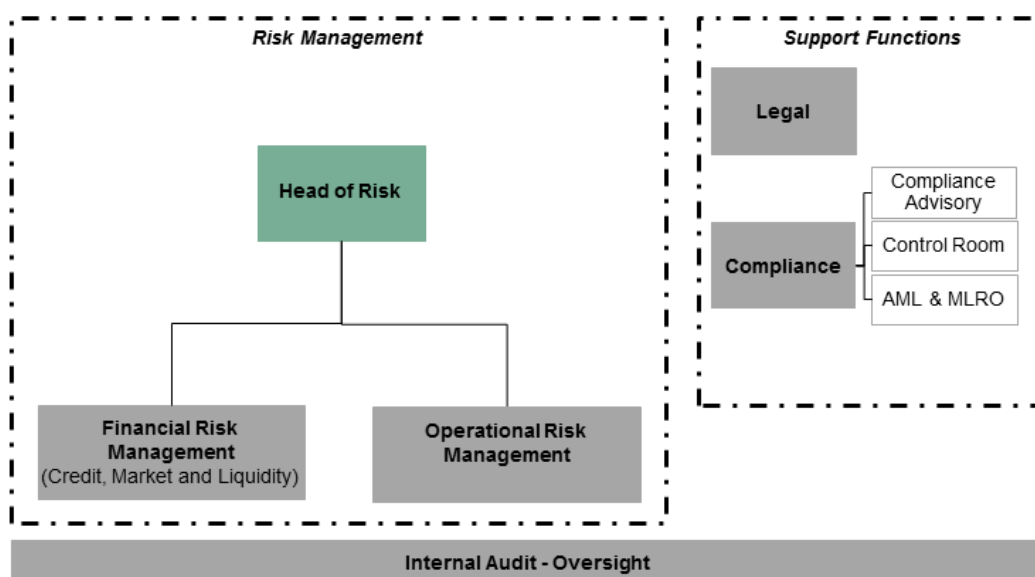 Risk Management
Head of Risk
Financial Risk
Management
(Credit, Market and Liquidity)
Operational Risk
Management
Support Functions
Legal
Compliance
Compliance
Advisory
Control Room
AML & MLRO
Internal Audit - Oversight